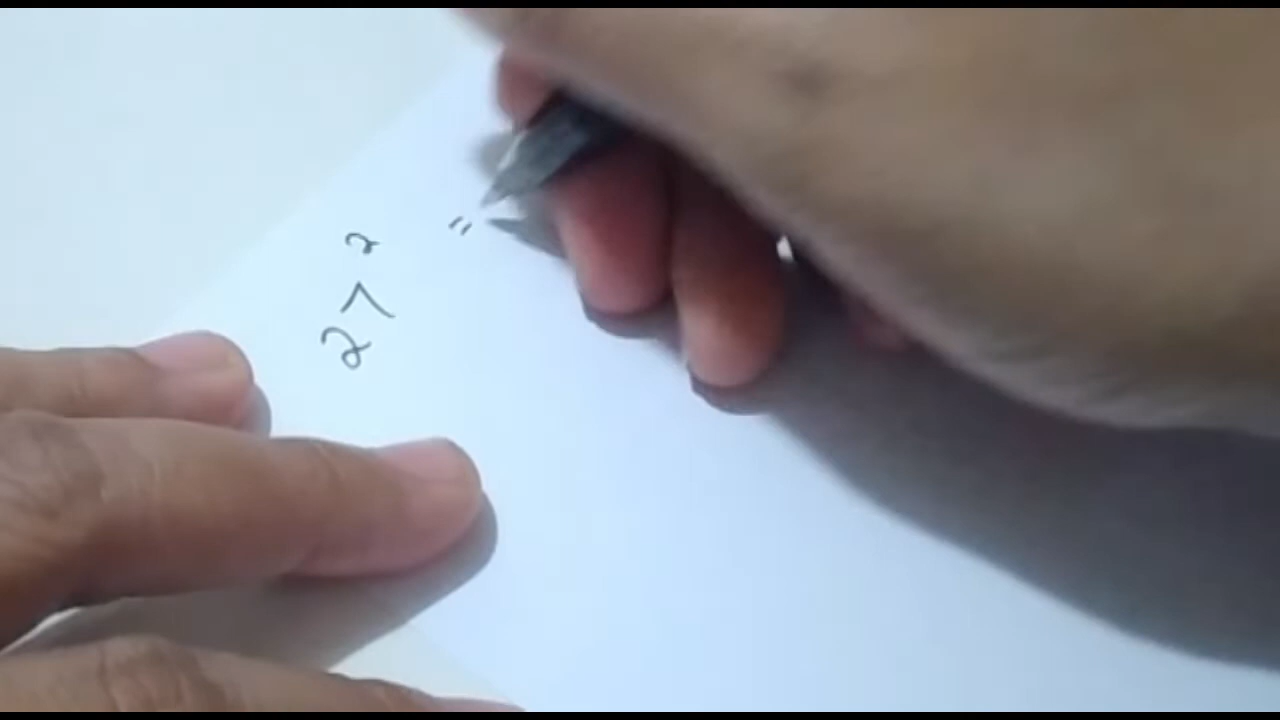 27² =